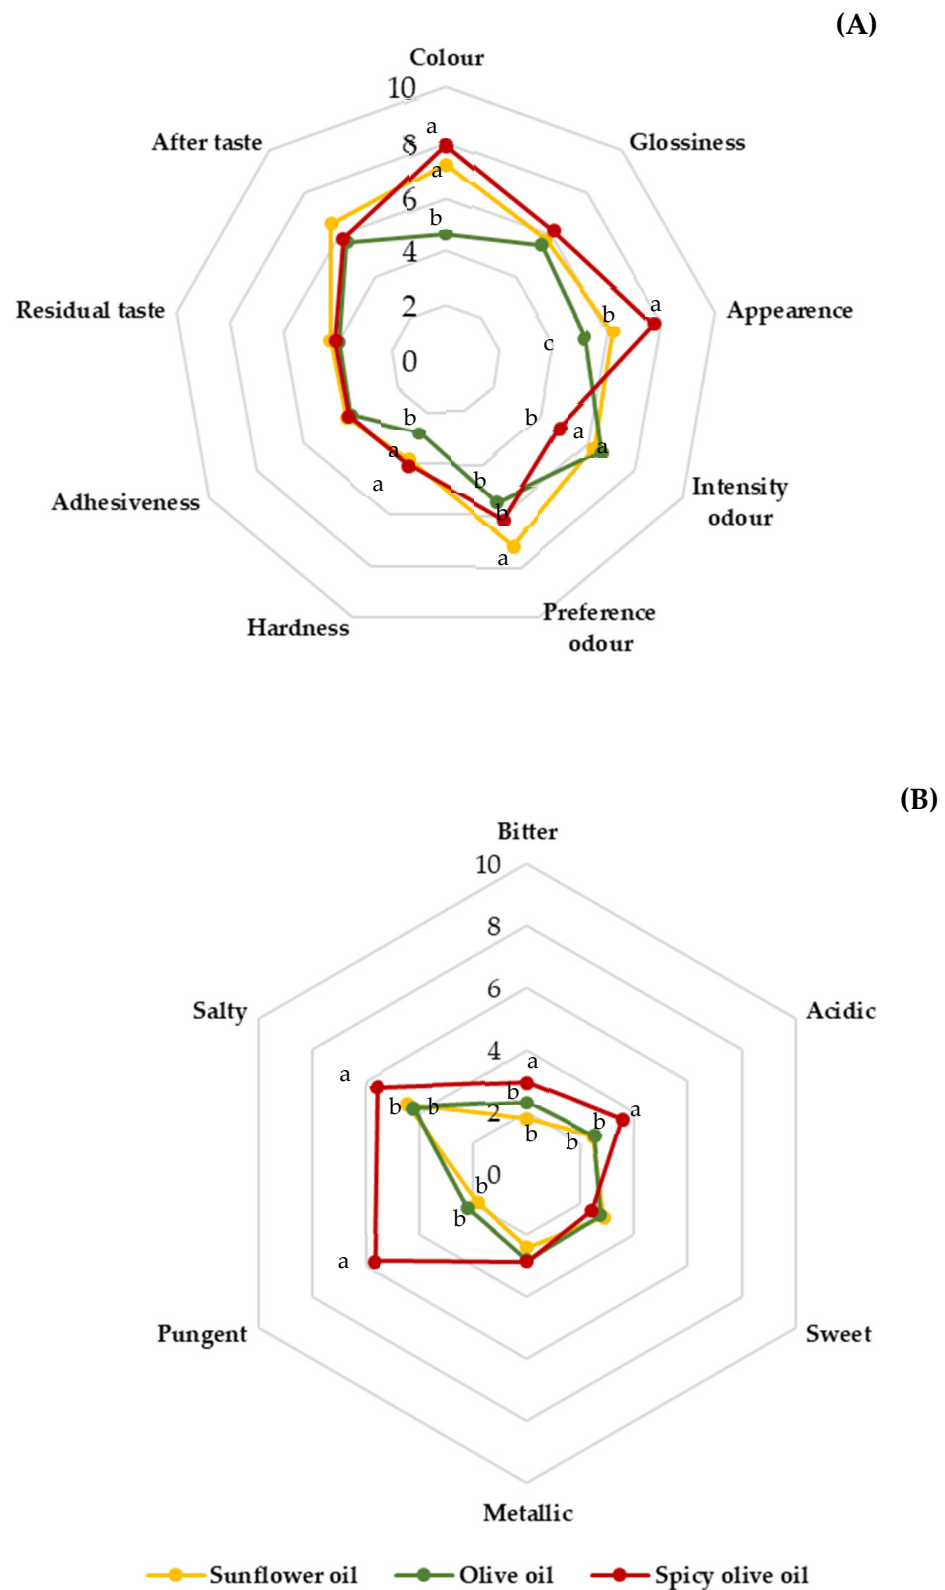 (A)
Colour
10
a
After taste
8
Glossiness
a
6
b
4
Residual taste
a
Appearence
2
b
c
0
b
b
a
a
a
Adhesiveness
b
Intensity
a
odour
b
a
Hardness
Preference
odour
(B)
Bitter
10
8
6
Salty
Acidic
4
a
a
b
b
b
2
a
b
b
b
0
b
b
a
Pungent
Sweet
Metallic
Sunflower oil
Olive oil
Spicy olive oil